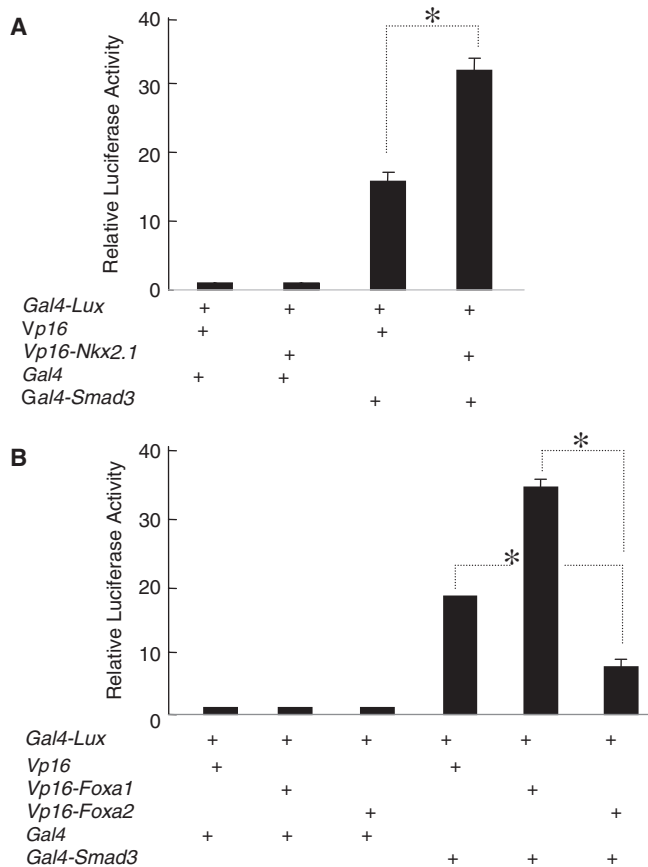 A
Relative Luciferase Activity
40
30
20
10
0
*
Gal4-Lux + + + +
Vp16 + +
Vp16-Nkx2.1 + +
Gal4 + +
Gal4-Smad3 + +
B
Relative Luciferase Activity
40
30
20
10
0
*
*
Gal4-Lux + + + + + +
Vp16 + +
Vp16-Foxa1 + +
Vp16-Foxa2 + +
Gal4 + + +
Gal4-Smad3 + + +